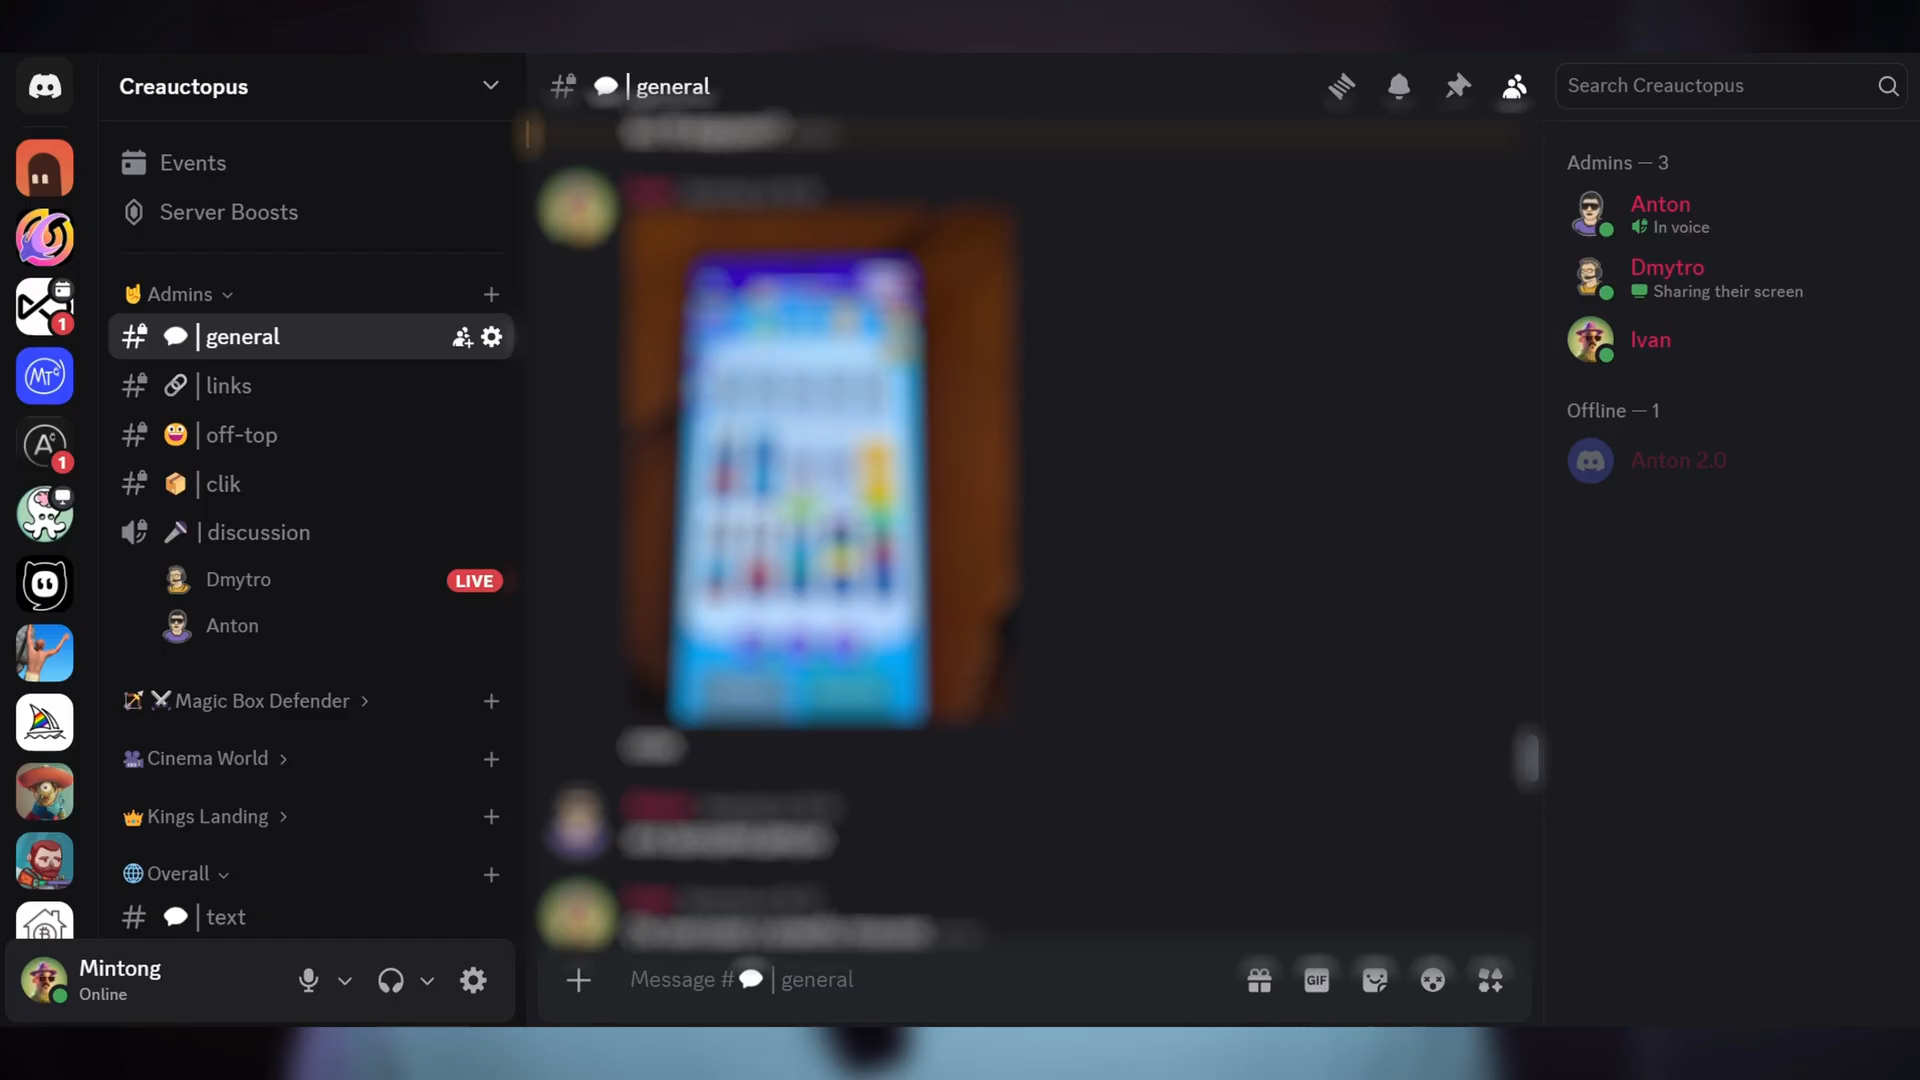 Creauctopus
Events
Server Boosts
Admins
| general
| links
| off-top
| clik
| discussion
Dmytro
LIVE
Anton
Magic Box Defender
Cinema World
Kings Landing
Overall
| text
Mintong
Online
1
MT¢
A¢
1
# | general
Message # | general
GIF
Search Creauctopus
Admins — 3
Anton
In voice
Dmytro
Sharing their screen
Ivan
Offline — 1
Anton 2.0